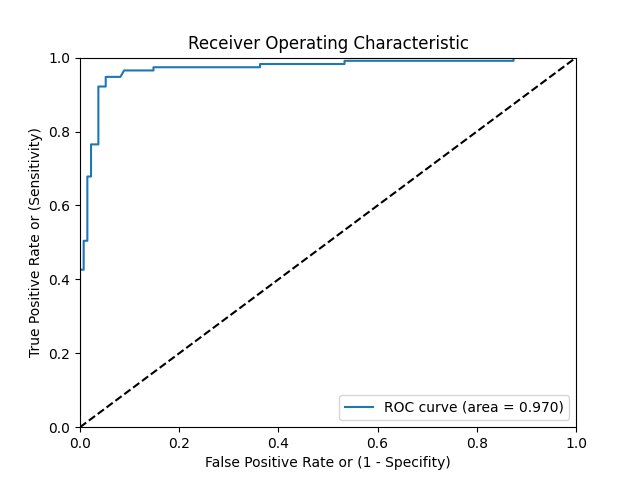 Receiver Operating Characteristic
True Positive Rate or (Sensitivity)
1.0
0.8
0.6
0.4
0.2
0.0
ROC curve (area = 0.970)
0.0 0.2 0.4 0.6 0.8 1.0
False Positive Rate or (1 - Specifity)